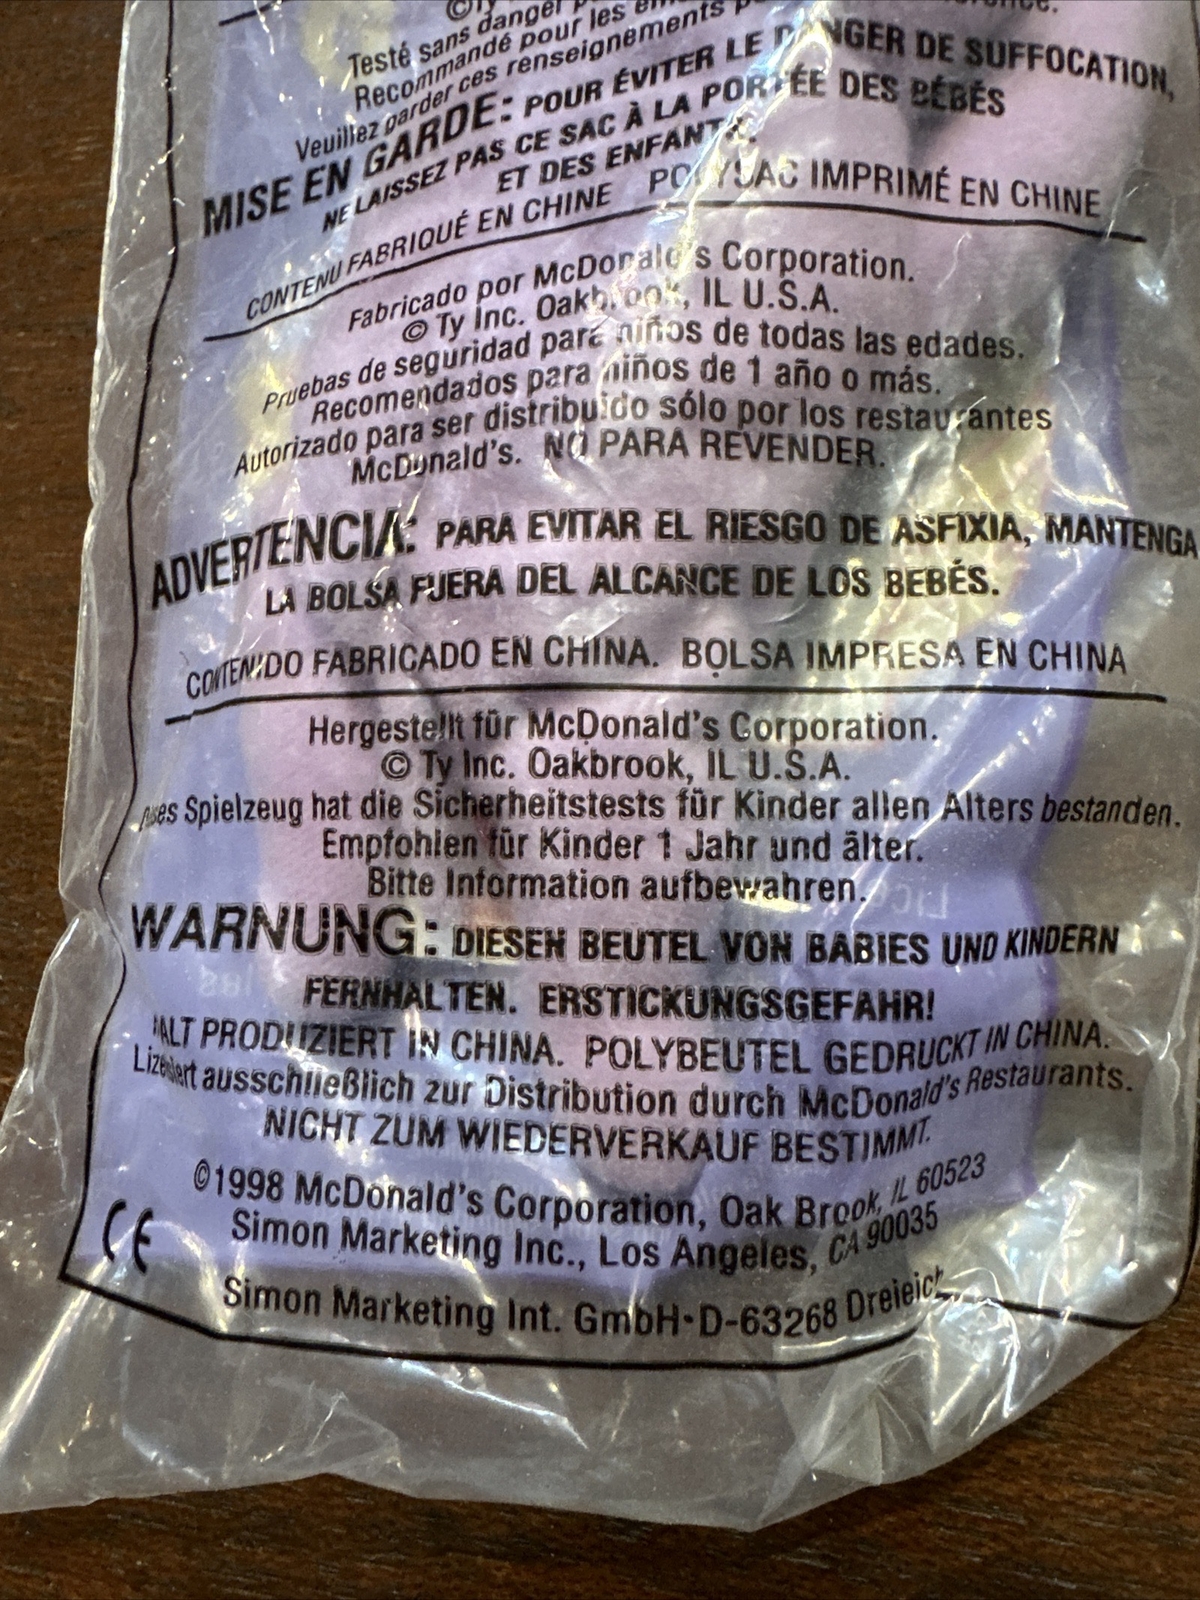 ©Ty
Testé sans danger
Recommandé pour les
Veuillez garder ces renseignements
MISE EN GARDE: POUR ÉVITER LE DANGER DE SUFFOCATION,
NE LAISSEZ PAS CE SAC À LA PORTÉE DES BÉBÉS
ET DES ENFANTS.
CONTENU FABRIQUÉ EN CHINE POLYSAC IMPRIMÉ EN CHINE
Fabricado por McDonald's Corporation.
© Ty Inc. Oakbrook, IL U.S.A.
Pruebas de seguridad para niños de todas las edades.
Recomendados para niños de 1 año o más.
Autorizado para ser distribuido sólo por los restaurantes
McDonald's. NO PARA REVENDER.
ADVERTENCIA: PARA EVITAR EL RIESGO DE ASFIXIA, MANTENGA
LA BOLSA FUERA DEL ALCANCE DE LOS BEBÉS.
CONTENIDO FABRICADO EN CHINA. BOLSA IMPRESA EN CHINA
Hergestellt für McDonald's Corporation.
© Ty Inc. Oakbrook, IL U.S.A.
Spielzeug hat die Sicherheitstests für Kinder allen Alters bestanden.
Empfohlen für Kinder 1 Jahr und älter.
Bitte Information aufbewahren.
WARNUNG: DIESEN BEUTEL VON BABIES UND KINDERN
FERNHALTEN. ERSTICKUNGSGEFAHR!
PRODUZIERT IN CHINA. POLYBEUTEL GEDRUCKT IN CHINA.
Lizensiert ausschließlich zur Distribution durch McDonald's Restaurants.
NICHT ZUM WIEDERVERKAUF BESTIMMT.
©1998 McDonald's Corporation, Oak Brook, IL 60523
CE Simon Marketing Inc., Los Angeles, CA 90035
Simon Marketing Int. GmbH•D-63268 Dreieich